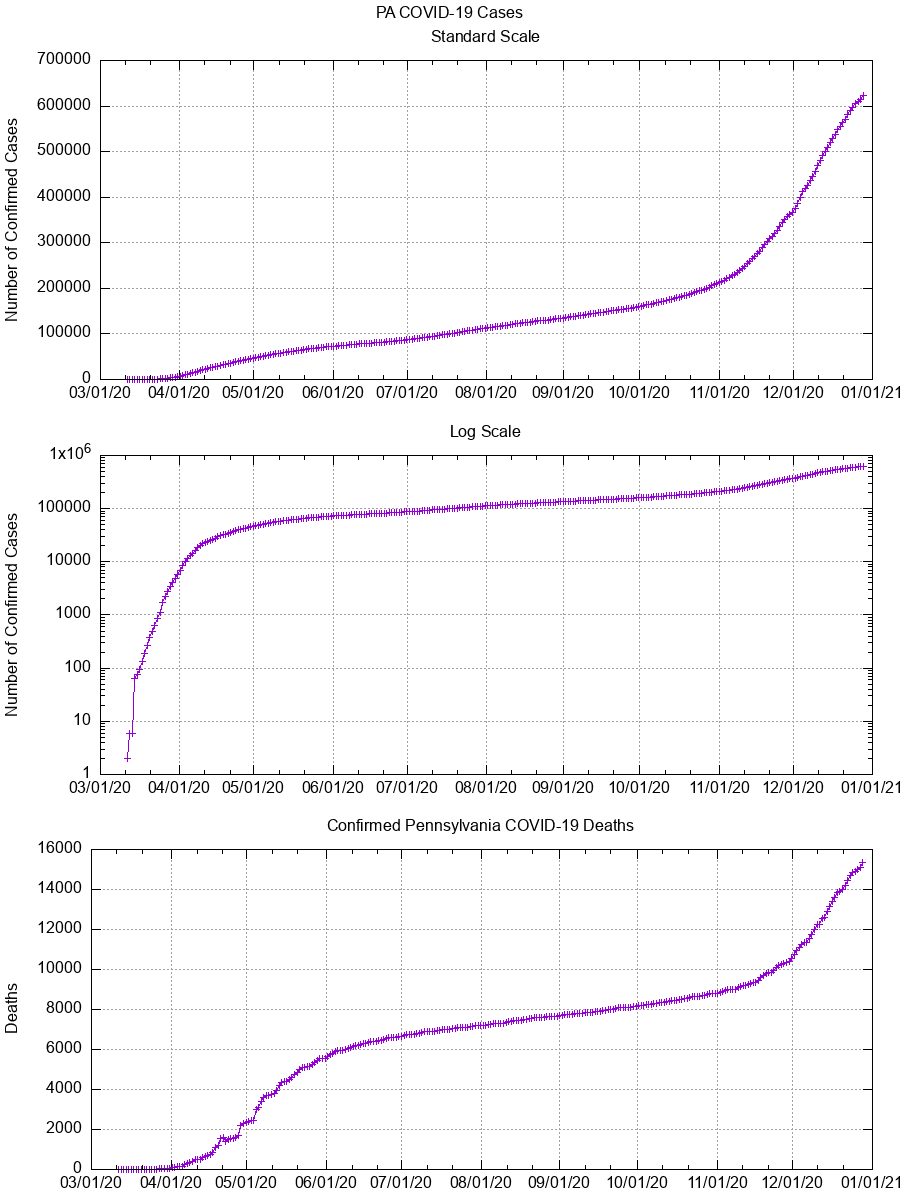 PA COVID-19 Cases
Standard Scale
700000
600000
500000
400000
300000
200000
100000
0
Number of Confirmed Cases
03/01/20 04/01/20 05/01/20 06/01/20 07/01/20 08/01/20 09/01/20 10/01/20 11/01/20 12/01/20 01/01/21
Log Scale
1x10⁶
100000
10000
1000
100
10
1
Number of Confirmed Cases
03/01/20 04/01/20 05/01/20 06/01/20 07/01/20 08/01/20 09/01/20 10/01/20 11/01/20 12/01/20 01/01/21
Confirmed Pennsylvania COVID-19 Deaths
16000
14000
12000
10000
8000
6000
4000
2000
0
Deaths
03/01/20 04/01/20 05/01/20 06/01/20 07/01/20 08/01/20 09/01/20 10/01/20 11/01/20 12/01/20 01/01/21